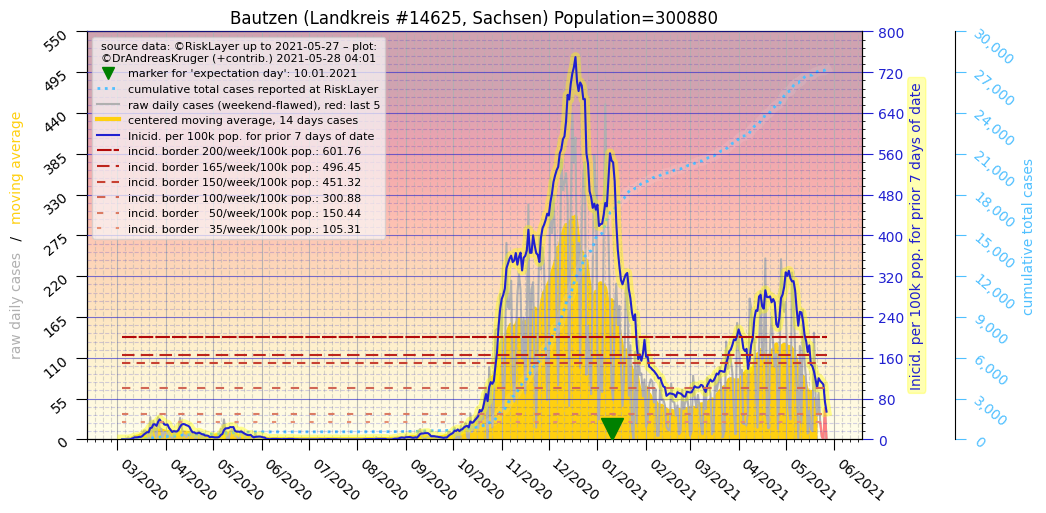 Bautzen (Landkreis #14625, Sachsen) Population=300880
source data: ©RiskLayer up to 2021-05-27 – plot:
©DrAndreasKruger (+contrib.) 2021-05-28 04:01
marker for 'expectation day': 10.01.2021
cumulative total cases reported at RiskLayer
raw daily cases (weekend-flawed), red: last 5
centered moving average, 14 days cases
Inicid. per 100k pop. for prior 7 days of date
incid. border 200/week/100k pop.: 601.76
incid. border 165/week/100k pop.: 496.45
incid. border 150/week/100k pop.: 451.32
incid. border 100/week/100k pop.: 300.88
incid. border 50/week/100k pop.: 150.44
incid. border 35/week/100k pop.: 105.31
raw daily cases / moving average
550
495
440
385
330
275
220
165
110
55
0
03/2020
04/2020
05/2020
06/2020
07/2020
08/2020
09/2020
10/2020
11/2020
12/2020
01/2021
02/2021
03/2021
04/2021
05/2021
06/2021
800
720
640
560
480
400
320
240
160
80
0
Inicid. per 100k pop. for prior 7 days of date
30,000
27,000
24,000
21,000
18,000
15,000
12,000
9,000
6,000
3,000
0
cumulative total cases